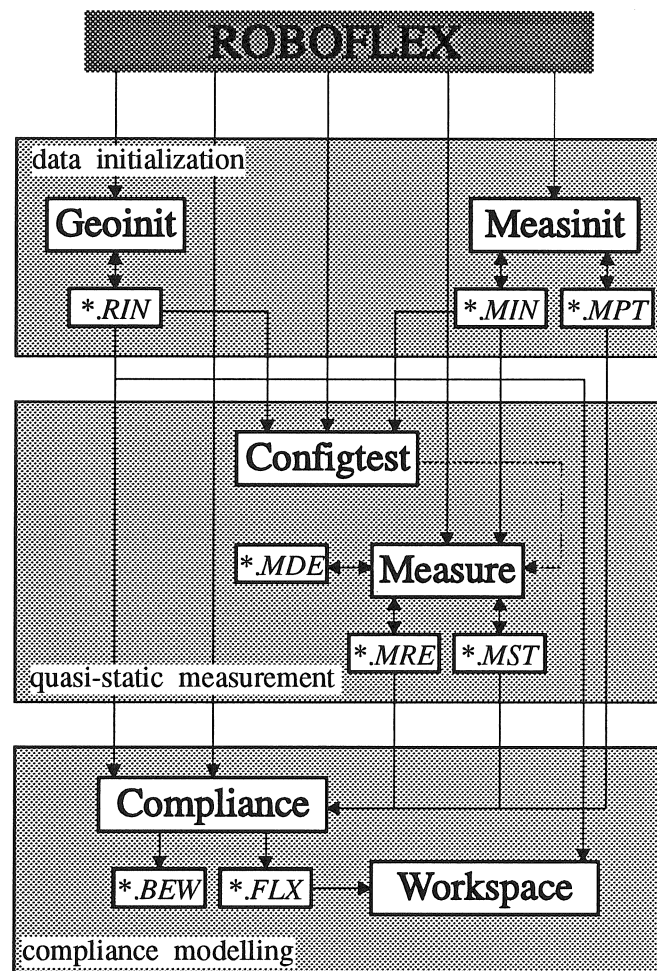 ROBOFLEX
data initialization
Geoinit
Measinit
*.RIN
*.MIN
*.MPT
Configtest
*.MDE
Measure
*.MRE
*.MST
quasi-static measurement
Compliance
*.BEW
*.FLX
Workspace
compliance modelling